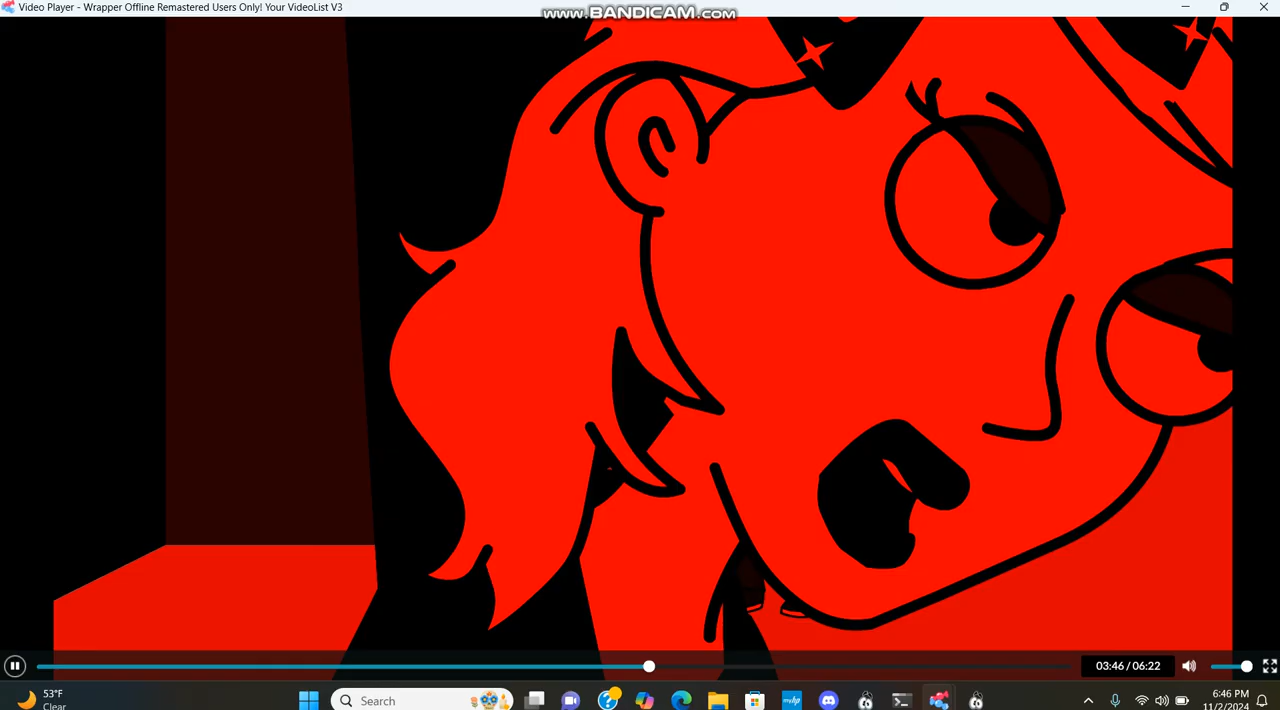 Video Player - Wrapper Offline Remastered Users Only! Your VideoList V3
www.BANDICAM.com
03:46 / 06:22
53°F
Clear
Search
myhp
6:46 PM
11/2/2024